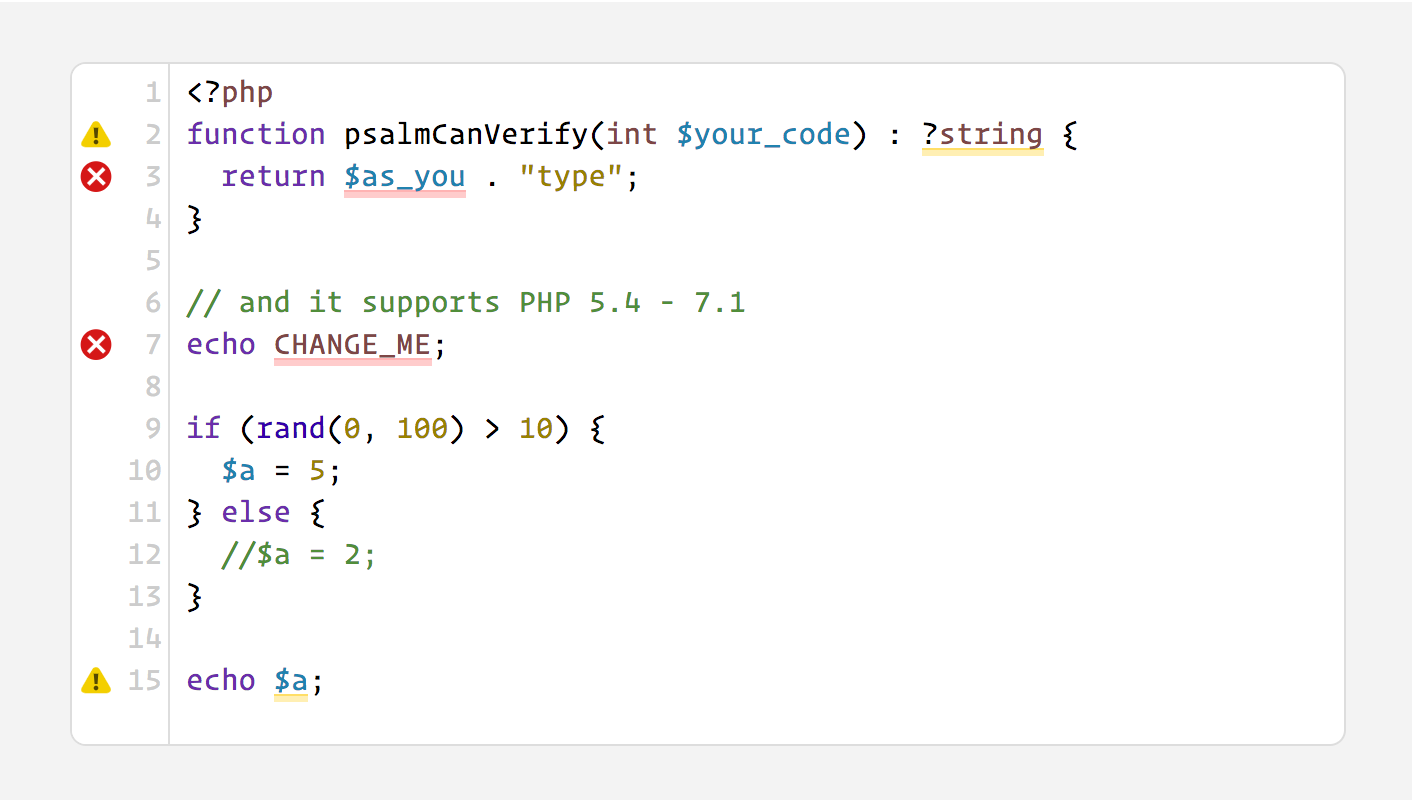 1 <?php
2 function psalmCanVerify(int $your_code) : ?string {
3   return $as_you . "type";
4 }
5
6 // and it supports PHP 5.4 - 7.1
7 echo CHANGE_ME;
8
9 if (rand(0, 100) > 10) {
10   $a = 5;
11 } else {
12   //$a = 2;
13 }
14
15 echo $a;